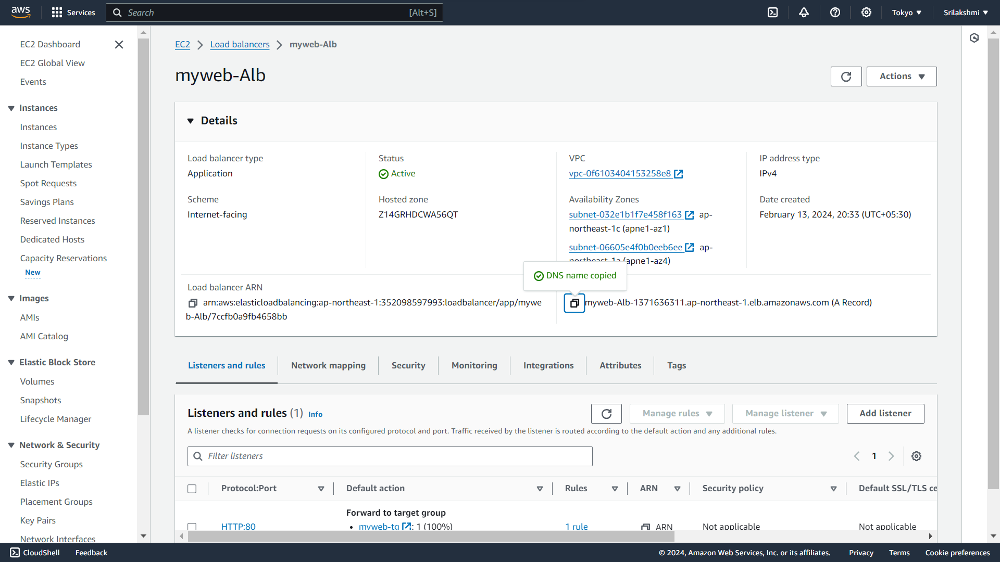 aws
Services
Search
[Alt+S]
Tokyo
Srilakshmi
EC2 Dashboard
EC2 Global View
Events
Instances
Instances
Instance Types
Launch Templates
Spot Requests
Savings Plans
Reserved Instances
Dedicated Hosts
Capacity Reservations
New
Images
AMIs
AMI Catalog
Elastic Block Store
Volumes
Snapshots
Lifecycle Manager
Network & Security
Security Groups
Elastic IPs
Placement Groups
Key Pairs
Network Interfaces
EC2
Load balancers
myweb-Alb
myweb-Alb
Actions
Details
Load balancer type
Application
Status
Active
VPC
vpc-0f6103404153258e8
IP address type
IPv4
Scheme
Internet-facing
Hosted zone
Z14GRHDCWA56QT
Availability Zones
subnet-032e1b1f7e458f163 ap-
northeast-1c (apne1-az1)
subnet-06605e4f0b0eeb6ee ap-
northeast-1a (apne1-az4)
Date created
February 13, 2024, 20:33 (UTC+05:30)
DNS name copied
Load balancer ARN
arn:aws:elasticloadbalancing:ap-northeast-1:352098597993:loadbalancer/app/mywe
b-Alb/7ccfb0a9fb4658bb
myweb-Alb-1371636311.ap-northeast-1.elb.amazonaws.com (A Record)
Listeners and rules
Network mapping
Security
Monitoring
Integrations
Attributes
Tags
Listeners and rules (1) Info
Manage rules
Manage listener
Add listener
A listener checks for connection requests on its configured protocol and port. Traffic received by the listener is routed according to the default action and any additional rules.
Filter listeners
1
Protocol:Port
Default action
Rules
ARN
Security policy
Default SSL/TLS ce
HTTP:80
Forward to target group
• myweb-tg : 1 (100%)
1 rule
ARN
Not applicable
Not applicable
CloudShell
Feedback
© 2024, Amazon Web Services, Inc. or its affiliates.
Privacy
Terms
Cookie preferences